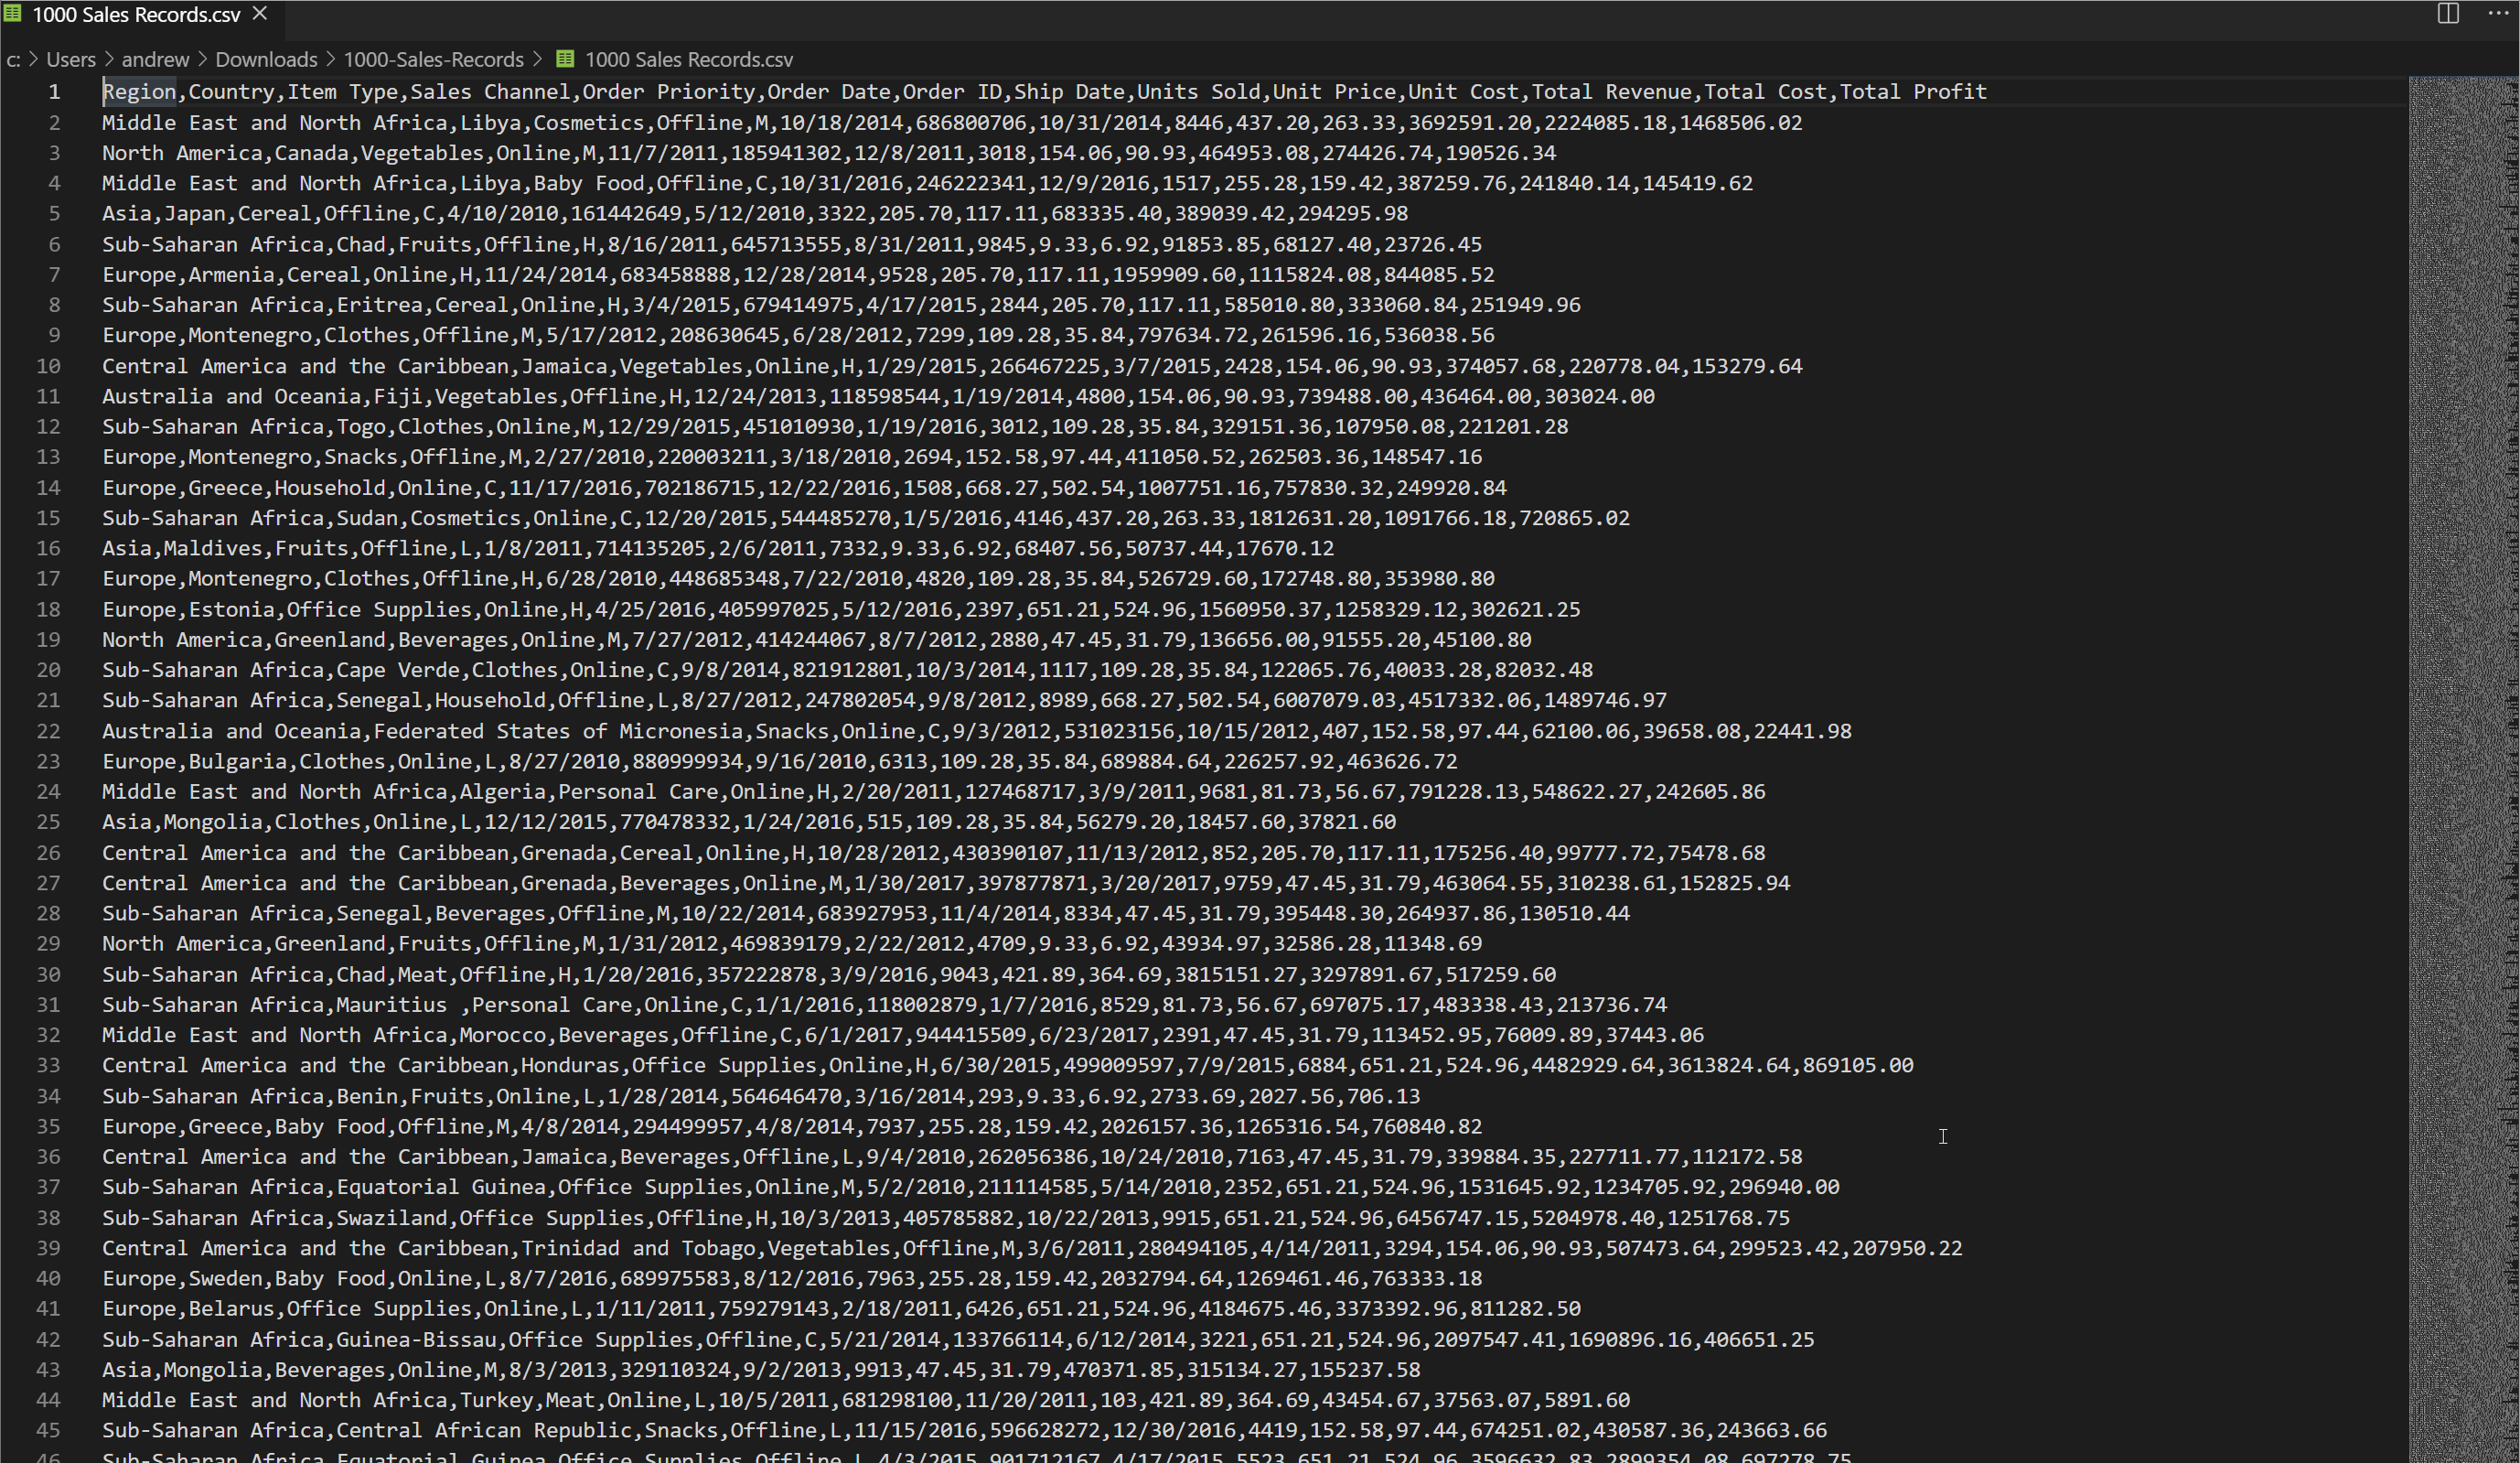 1000 Sales Records.csv
c: > Users > andrew > Downloads > 1000-Sales-Records > 1000 Sales Records.csv
1 Region,Country,Item Type,Sales Channel,Order Priority,Order Date,Order ID,Ship Date,Units Sold,Unit Price,Unit Cost,Total Revenue,Total Cost,Total Profit
2 Middle East and North Africa,Libya,Cosmetics,Offline,M,10/18/2014,686800706,10/31/2014,8446,437.20,263.33,3692591.20,2224085.18,1468506.02
3 North America,Canada,Vegetables,Online,M,11/7/2011,185941302,12/8/2011,3018,154.06,90.93,464953.08,274426.74,190526.34
4 Middle East and North Africa,Libya,Baby Food,Offline,C,10/31/2016,246222341,12/9/2016,1517,255.28,159.42,387259.76,241840.14,145419.62
5 Asia,Japan,Cereal,Offline,C,4/10/2010,161442649,5/12/2010,3322,205.70,117.11,683335.40,389039.42,294295.98
6 Sub-Saharan Africa,Chad,Fruits,Offline,H,8/16/2011,645713555,8/31/2011,9845,9.33,6.92,91853.85,68127.40,23726.45
7 Europe,Armenia,Cereal,Online,H,11/24/2014,683458888,12/28/2014,9528,205.70,117.11,1959909.60,1115824.08,844085.52
8 Sub-Saharan Africa,Eritrea,Cereal,Online,H,3/4/2015,679414975,4/17/2015,2844,205.70,117.11,585010.80,333060.84,251949.96
9 Europe,Montenegro,Clothes,Offline,M,5/17/2012,208630645,6/28/2012,7299,109.28,35.84,797634.72,261596.16,536038.56
10 Central America and the Caribbean,Jamaica,Vegetables,Online,H,1/29/2015,266467225,3/7/2015,2428,154.06,90.93,374057.68,220778.04,153279.64
11 Australia and Oceania,Fiji,Vegetables,Offline,H,12/24/2013,118598544,1/19/2014,4800,154.06,90.93,739488.00,436464.00,303024.00
12 Sub-Saharan Africa,Togo,Clothes,Online,M,12/29/2015,451010930,1/19/2016,3012,109.28,35.84,329151.36,107950.08,221201.28
13 Europe,Montenegro,Snacks,Offline,M,2/27/2010,220003211,3/18/2010,2694,152.58,97.44,411050.52,262503.36,148547.16
14 Europe,Greece,Household,Online,C,11/17/2016,702186715,12/22/2016,1508,668.27,502.54,1007751.16,757830.32,249920.84
15 Sub-Saharan Africa,Sudan,Cosmetics,Online,C,12/20/2015,544485270,1/5/2016,4146,437.20,263.33,1812631.20,1091766.18,720865.02
16 Asia,Maldives,Fruits,Offline,L,1/8/2011,714135205,2/6/2011,7332,9.33,6.92,68407.56,50737.44,17670.12
17 Europe,Montenegro,Clothes,Offline,H,6/28/2010,448685348,7/22/2010,4820,109.28,35.84,526729.60,172748.80,353980.80
18 Europe,Estonia,Office Supplies,Online,H,4/25/2016,405997025,5/12/2016,2397,651.21,524.96,1560950.37,1258329.12,302621.25
19 North America,Greenland,Beverages,Online,M,7/27/2012,414244067,8/7/2012,2880,47.45,31.79,136656.00,91555.20,45100.80
20 Sub-Saharan Africa,Cape Verde,Clothes,Online,C,9/8/2014,821912801,10/3/2014,1117,109.28,35.84,122065.76,40033.28,82032.48
21 Sub-Saharan Africa,Senegal,Household,Offline,L,8/27/2012,247802054,9/8/2012,8989,668.27,502.54,6007079.03,4517332.06,1489746.97
22 Australia and Oceania,Federated States of Micronesia,Snacks,Online,C,9/3/2012,531023156,10/15/2012,407,152.58,97.44,62100.06,39658.08,22441.98
23 Europe,Bulgaria,Clothes,Online,L,8/27/2010,880999934,9/16/2010,6313,109.28,35.84,689884.64,226257.92,463626.72
24 Middle East and North Africa,Algeria,Personal Care,Online,H,2/20/2011,127468717,3/9/2011,9681,81.73,56.67,791228.13,548622.27,242605.86
25 Asia,Mongolia,Clothes,Online,L,12/12/2015,770478332,1/24/2016,515,109.28,35.84,56279.20,18457.60,37821.60
26 Central America and the Caribbean,Grenada,Cereal,Online,H,10/28/2012,430390107,11/13/2012,852,205.70,117.11,175256.40,99777.72,75478.68
27 Central America and the Caribbean,Grenada,Beverages,Online,M,1/30/2017,397877871,3/20/2017,9759,47.45,31.79,463064.55,310238.61,152825.94
28 Sub-Saharan Africa,Senegal,Beverages,Offline,M,10/22/2014,683927953,11/4/2014,8334,47.45,31.79,395448.30,264937.86,130510.44
29 North America,Greenland,Fruits,Offline,M,1/31/2012,469839179,2/22/2012,4709,9.33,6.92,43934.97,32586.28,11348.69
30 Sub-Saharan Africa,Chad,Meat,Offline,H,1/20/2016,357222878,3/9/2016,9043,421.89,364.69,3815151.27,3297891.67,517259.60
31 Sub-Saharan Africa,Mauritius ,Personal Care,Online,C,1/1/2016,118002879,1/7/2016,8529,81.73,56.67,697075.17,483338.43,213736.74
32 Middle East and North Africa,Morocco,Beverages,Offline,C,6/1/2017,944415509,6/23/2017,2391,47.45,31.79,113452.95,76009.89,37443.06
33 Central America and the Caribbean,Honduras,Office Supplies,Online,H,6/30/2015,499009597,7/9/2015,6884,651.21,524.96,4482929.64,3613824.64,869105.00
34 Sub-Saharan Africa,Benin,Fruits,Online,L,1/28/2014,564646470,3/16/2014,293,9.33,6.92,2733.69,2027.56,706.13
35 Europe,Greece,Baby Food,Offline,M,4/8/2014,294499957,4/8/2014,7937,255.28,159.42,2026157.36,1265316.54,760840.82
36 Central America and the Caribbean,Jamaica,Beverages,Offline,L,9/4/2010,262056386,10/24/2010,7163,47.45,31.79,339884.35,227711.77,112172.58
37 Sub-Saharan Africa,Equatorial Guinea,Office Supplies,Online,M,5/2/2010,211114585,5/14/2010,2352,651.21,524.96,1531645.92,1234705.92,296940.00
38 Sub-Saharan Africa,Swaziland,Office Supplies,Offline,H,10/3/2013,405785882,10/22/2013,9915,651.21,524.96,6456747.15,5204978.40,1251768.75
39 Central America and the Caribbean,Trinidad and Tobago,Vegetables,Offline,M,3/6/2011,280494105,4/14/2011,3294,154.06,90.93,507473.64,299523.42,207950.22
40 Europe,Sweden,Baby Food,Online,L,8/7/2016,689975583,8/12/2016,7963,255.28,159.42,2032794.64,1269461.46,763333.18
41 Europe,Belarus,Office Supplies,Online,L,1/11/2011,759279143,2/18/2011,6426,651.21,524.96,4184675.46,3373392.96,811282.50
42 Sub-Saharan Africa,Guinea-Bissau,Office Supplies,Offline,C,5/21/2014,133766114,6/12/2014,3221,651.21,524.96,2097547.41,1690896.16,406651.25
43 Asia,Mongolia,Beverages,Online,M,8/3/2013,329110324,9/2/2013,9913,47.45,31.79,470371.85,315134.27,155237.58
44 Middle East and North Africa,Turkey,Meat,Online,L,10/5/2011,681298100,11/20/2011,103,421.89,364.69,43454.67,37563.07,5891.60
45 Sub-Saharan Africa,Central African Republic,Snacks,Offline,L,11/15/2016,596628272,12/30/2016,4419,152.58,97.44,674251.02,430587.36,243663.66
46 Sub-Saharan Africa,Equatorial Guinea,Office Supplies,Offline,L,4/3/2015,901712167,4/17/2015,5523,651.21,524.96,3596632.83,2899354.08,697278.75